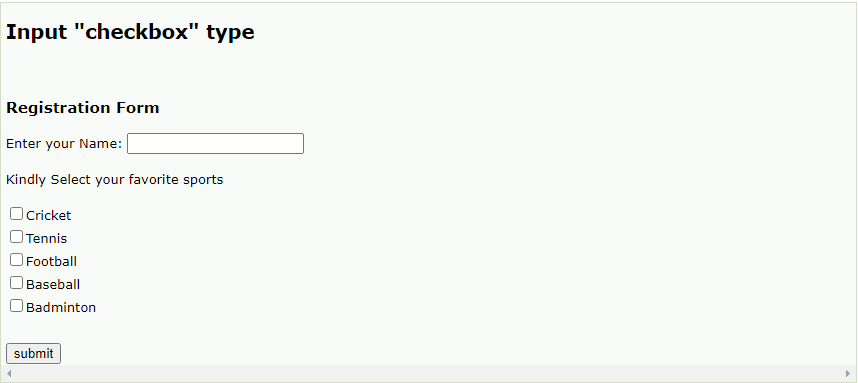 Input "checkbox" type
Registration Form
Enter your Name:
Kindly Select your favorite sports
Cricket
Tennis
Football
Baseball
Badminton
submit